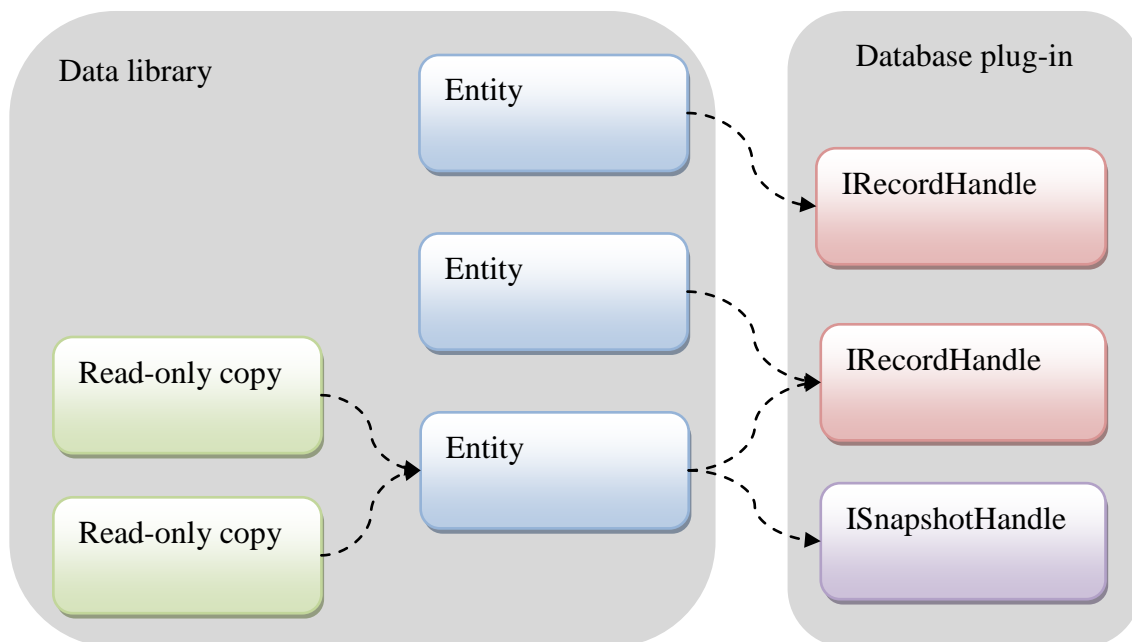 Data library
Entity
Entity
Read-only copy
Entity
Read-only copy
Database plug-in
IRecordHandle
IRecordHandle
ISnapshotHandle